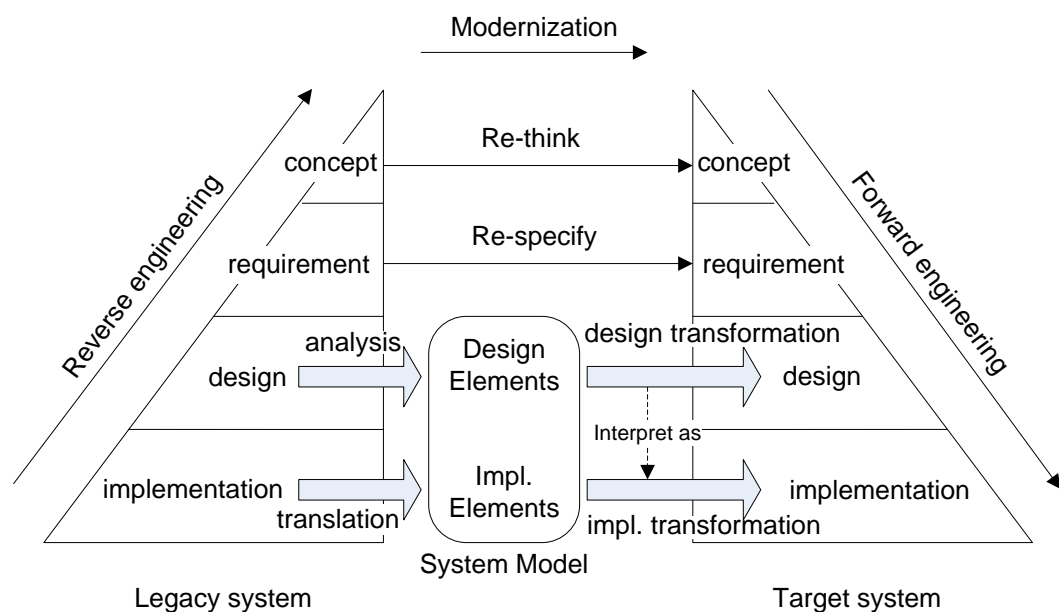 Modernization
Reverse engineering
Forward engineering
concept
Re-think
concept
requirement
Re-specify
requirement
analysis
design
Design
Elements
design transformation
design
Interpret as
implementation
translation
Impl.
Elements
impl. transformation
implementation
System Model
Legacy system
Target system